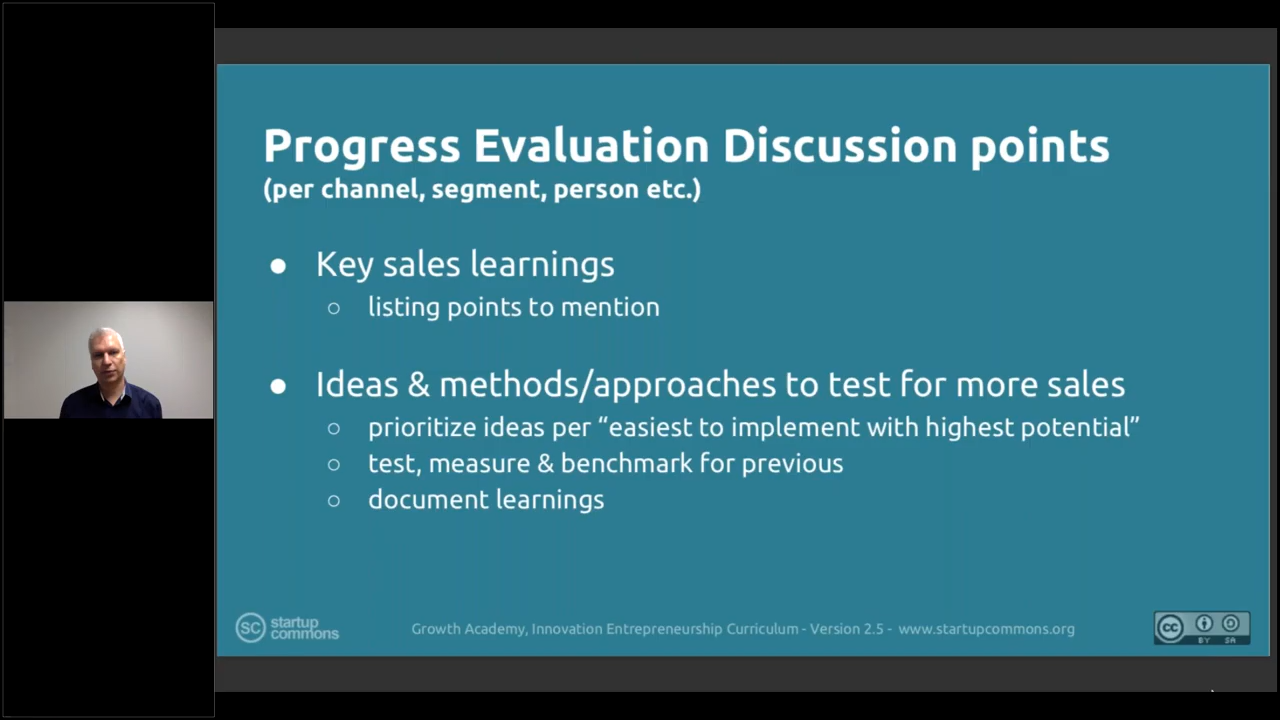 Progress Evaluation Discussion points
(per channel, segment, person etc.)
● Key sales learnings
○ listing points to mention
● Ideas & methods/approaches to test for more sales
○ prioritize ideas per “easiest to implement with highest potential”
○ test, measure & benchmark for previous
○ document learnings
SC startup
commons
Growth Academy, Innovation Entrepreneurship Curriculum - Version 2.5 - www.startupcommons.org
cc
BY SA